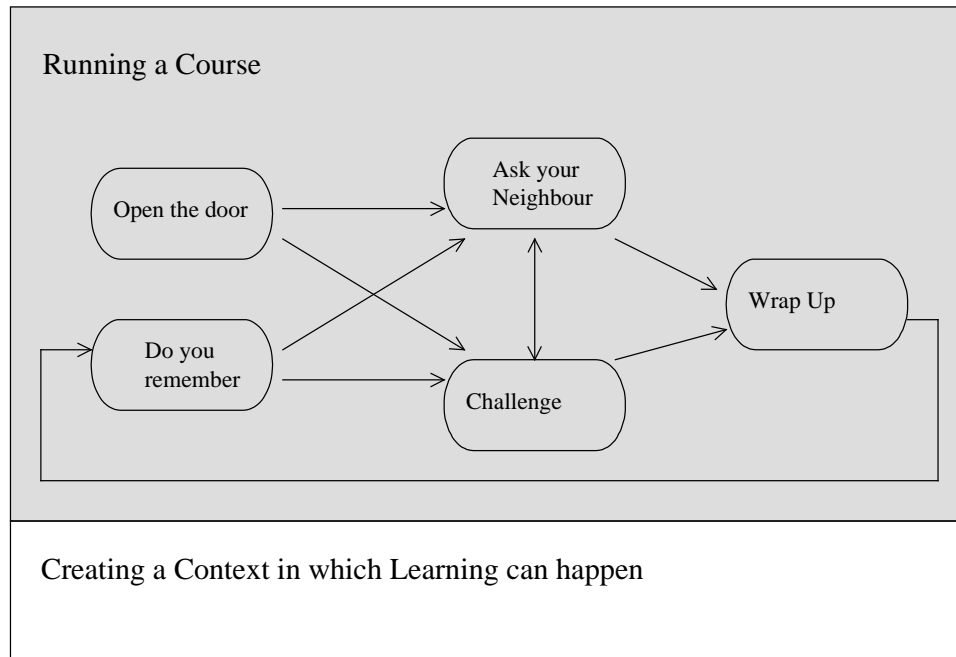 Running a Course
Ask your
Neighbour
Open the door
Wrap Up
Do you
remember
Challenge
Creating a Context in which Learning can happen